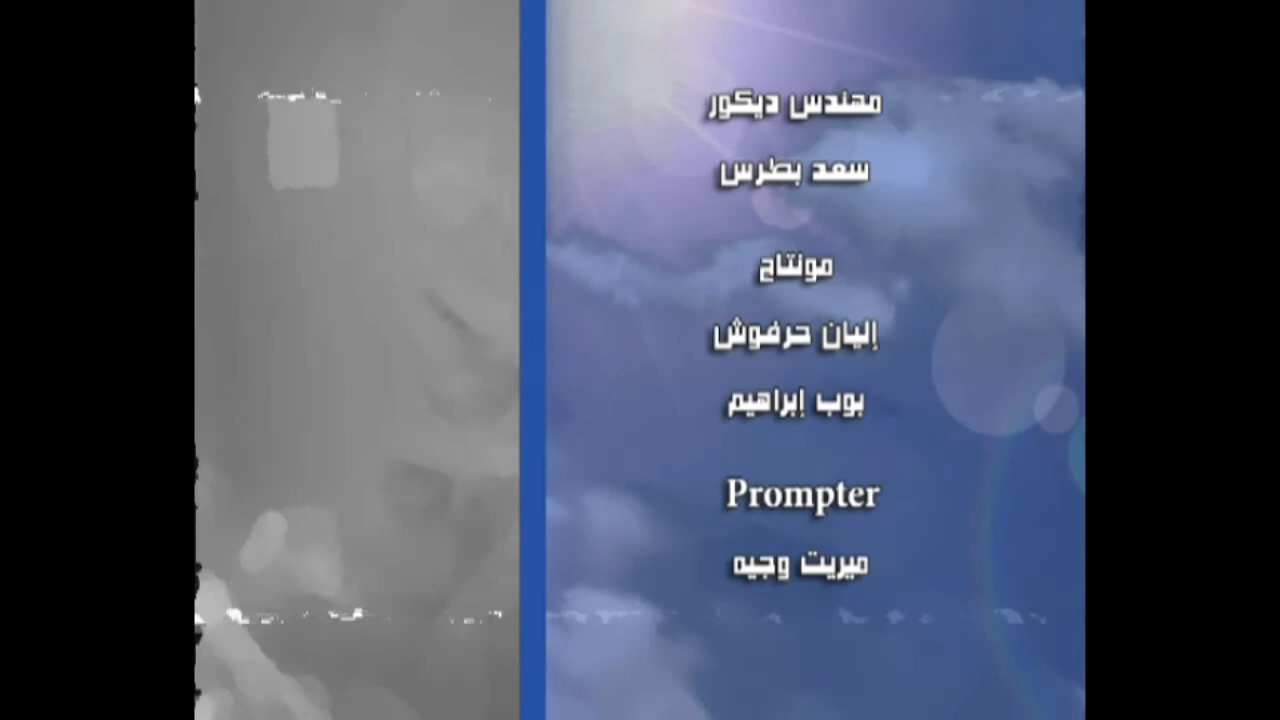 مهندس ديكور
سعد بطرس
مونتاج
إليان حرفوش
بوب إبراهيم
Prompter
ميريت وجيه